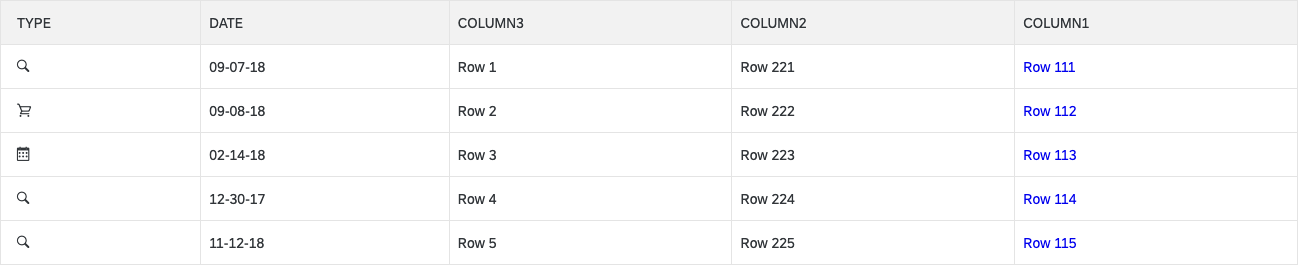 TYPE DATE COLUMN3 COLUMN2 COLUMN1
09-07-18 Row 1 Row 221 Row 111
09-08-18 Row 2 Row 222 Row 112
02-14-18 Row 3 Row 223 Row 113
12-30-17 Row 4 Row 224 Row 114
11-12-18 Row 5 Row 225 Row 115